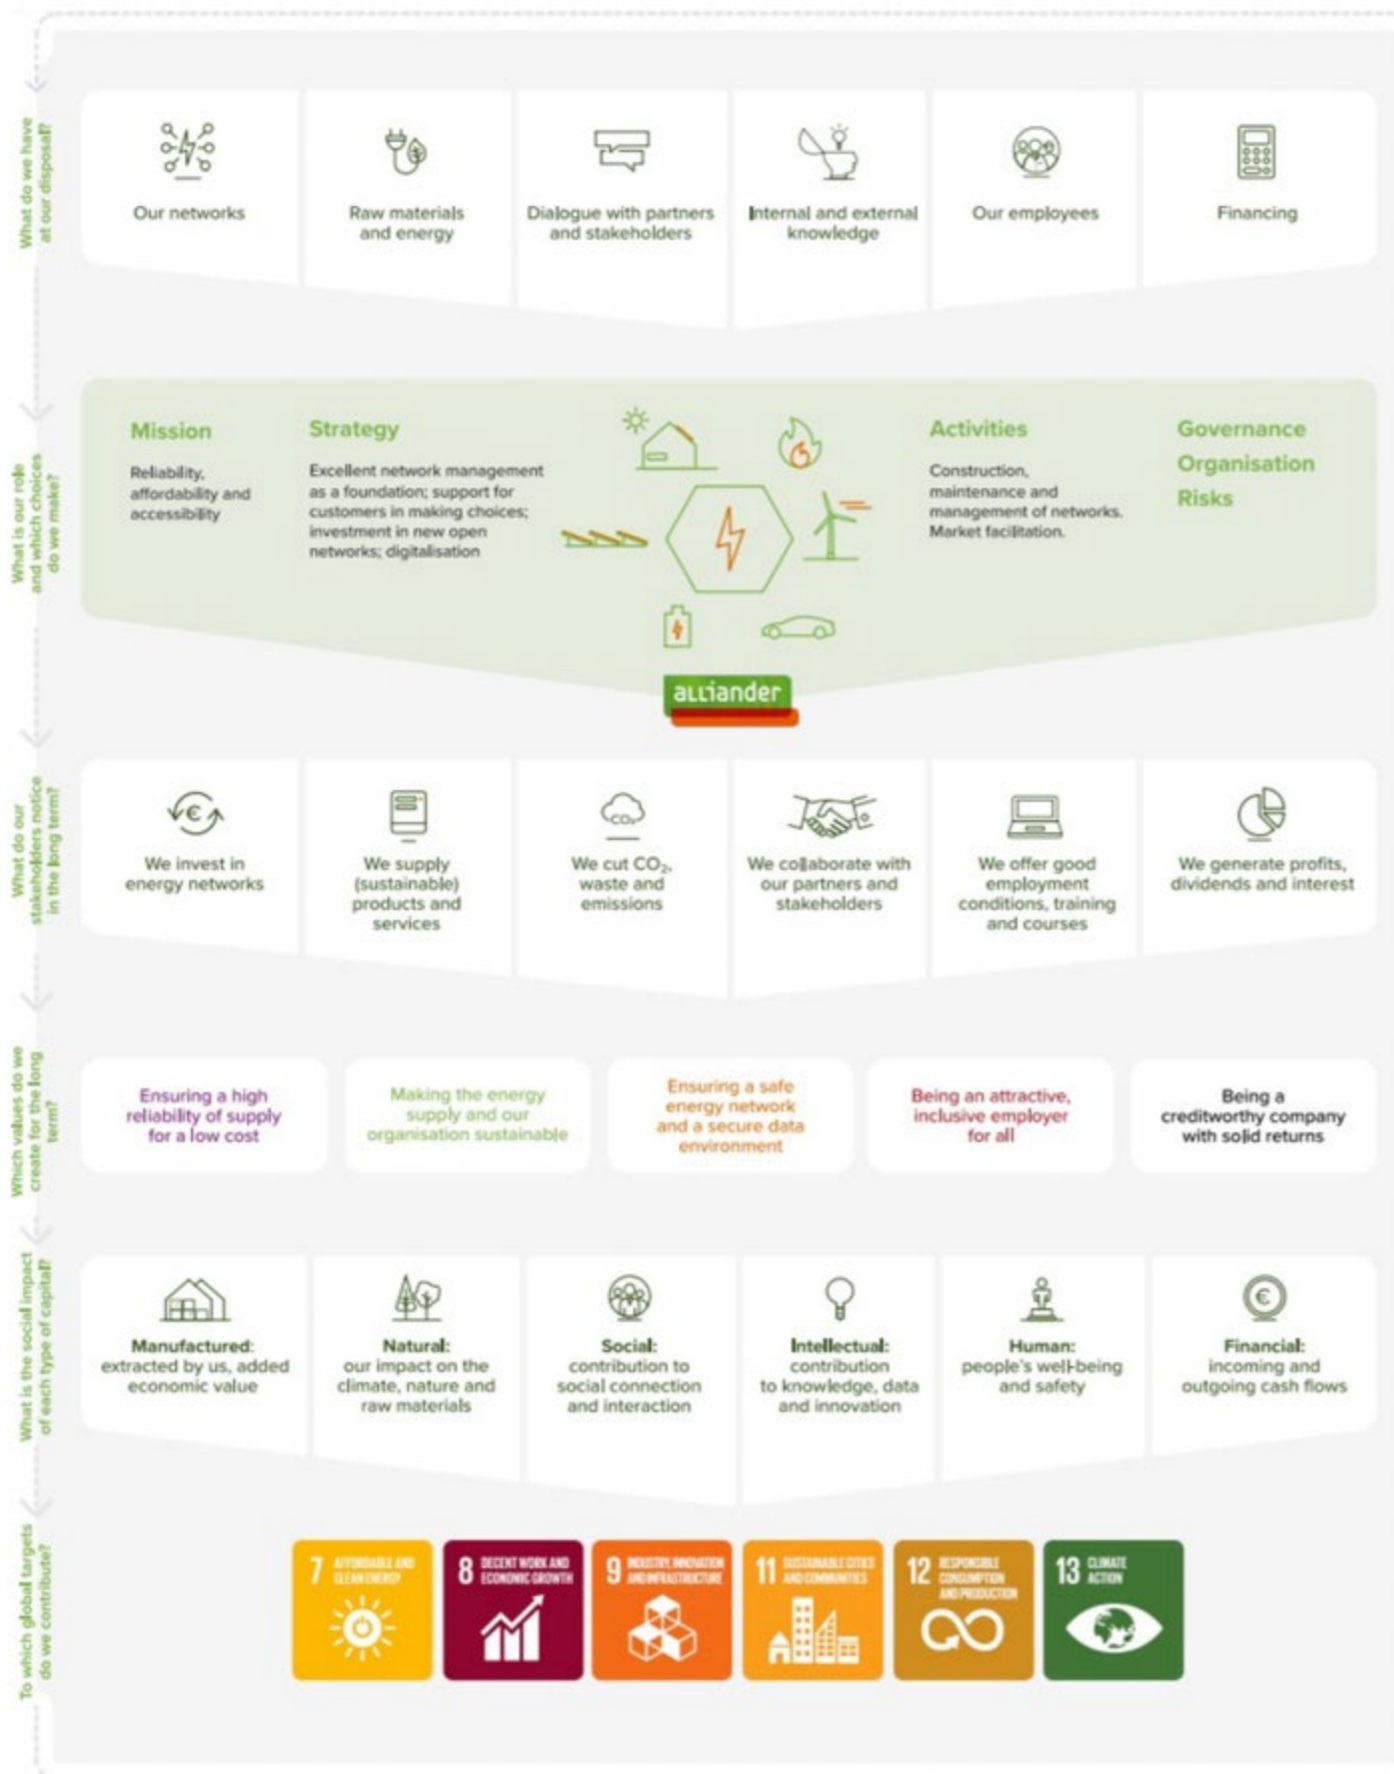 What do we have
at our disposal?
Our networks
Raw materials
and energy
Dialogue with partners
and stakeholders
Internal and external
knowledge
Our employees
Financing
What is our role
and which choices
do we make?
Mission
Reliability,
affordability and
accessibility
Strategy
Excellent network management
as a foundation; support for
customers in making choices;
investment in new open
networks; digitalisation
Activities
Construction,
maintenance and
management of networks.
Market facilitation.
Governance
Organisation
Risks
alliander
What do our
stakeholders notice
in the long term?
€
We invest in
energy networks
We supply
(sustainable)
products and
services
CO₂
We cut CO₂,
waste and
emissions
We collaborate with
our partners and
stakeholders
We offer good
employment
conditions, training
and courses
We generate profits,
dividends and interest
Which values do we
create for the long
term?
Ensuring a high
reliability of supply
for a low cost
Making the energy
supply and our
organisation sustainable
Ensuring a safe
energy network
and a secure data
environment
Being an attractive,
inclusive employer
for all
Being a
creditworthy company
with solid returns
What is the social impact
of each type of capital?
Manufactured:
extracted by us, added
economic value
Natural:
our impact on the
climate, nature and
raw materials
Social:
contribution to
social connection
and interaction
Intellectual:
contribution
to knowledge, data
and innovation
Human:
people's well-being
and safety
€
Financial:
incoming and
outgoing cash flows
To which global targets
do we contribute?
7 AFFORDABLE AND
CLEAN ENERGY
8 DECENT WORK AND
ECONOMIC GROWTH
9 INDUSTRY, INNOVATION
AND INFRASTRUCTURE
11 SUSTAINABLE CITIES
AND COMMUNITIES
12 RESPONSIBLE
CONSUMPTION
AND PRODUCTION
13 CLIMATE
ACTION